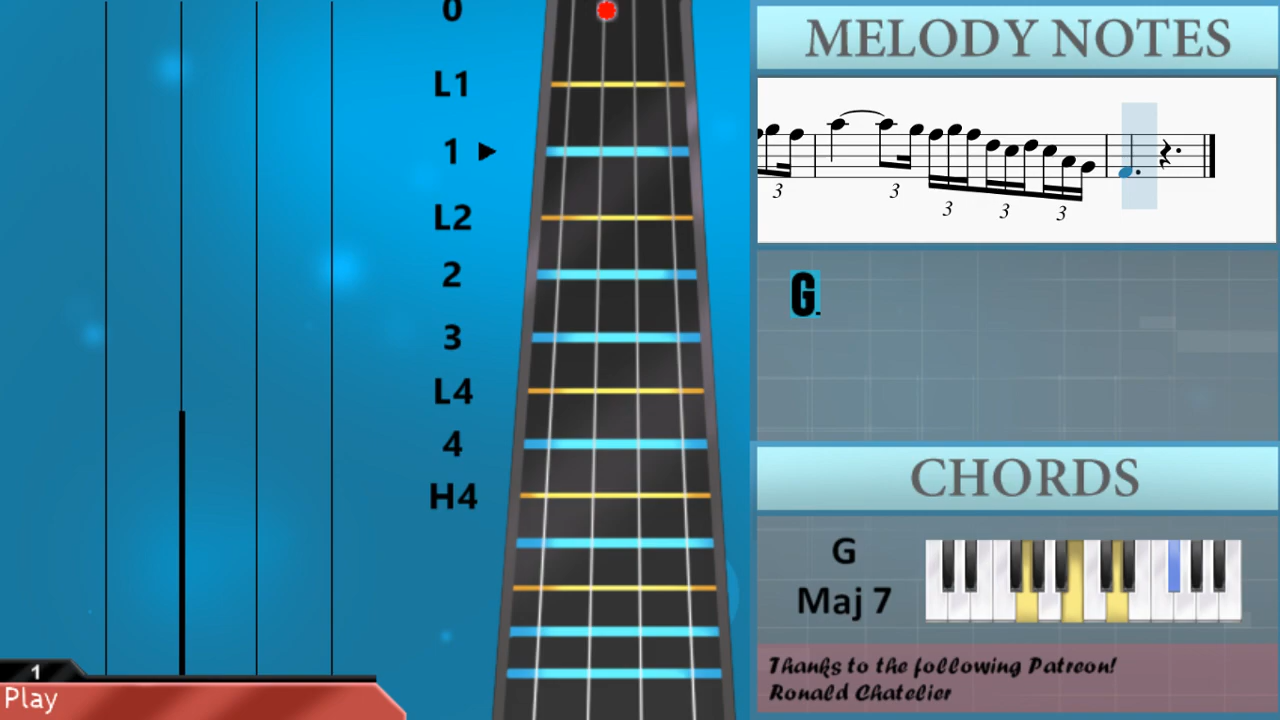 0
L1
1
L2
2
3
L4
4
H4
1
Play
MELODY NOTES
3
3
3
3
3
G.
CHORDS
G
Maj 7
Thanks to the following Patreon!
Ronald Chatelier